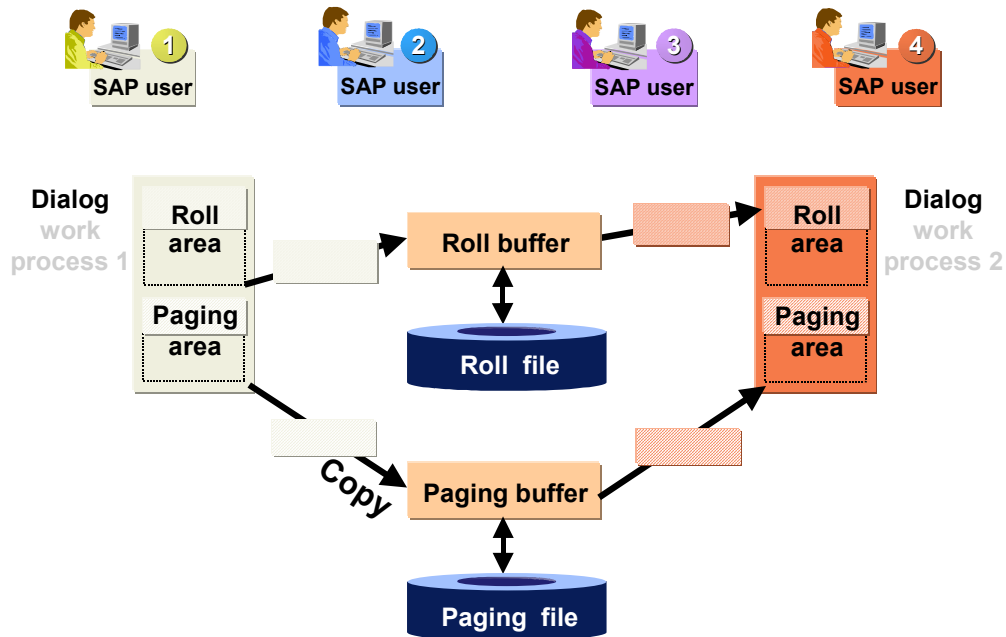 1
SAP user
2
SAP user
3
SAP user
4
SAP user
Dialog
work
process 1
Roll
area
Paging
area
Roll buffer
Roll file
Copy
Paging buffer
Paging file
Roll
area
Paging
area
Dialog
work
process 2